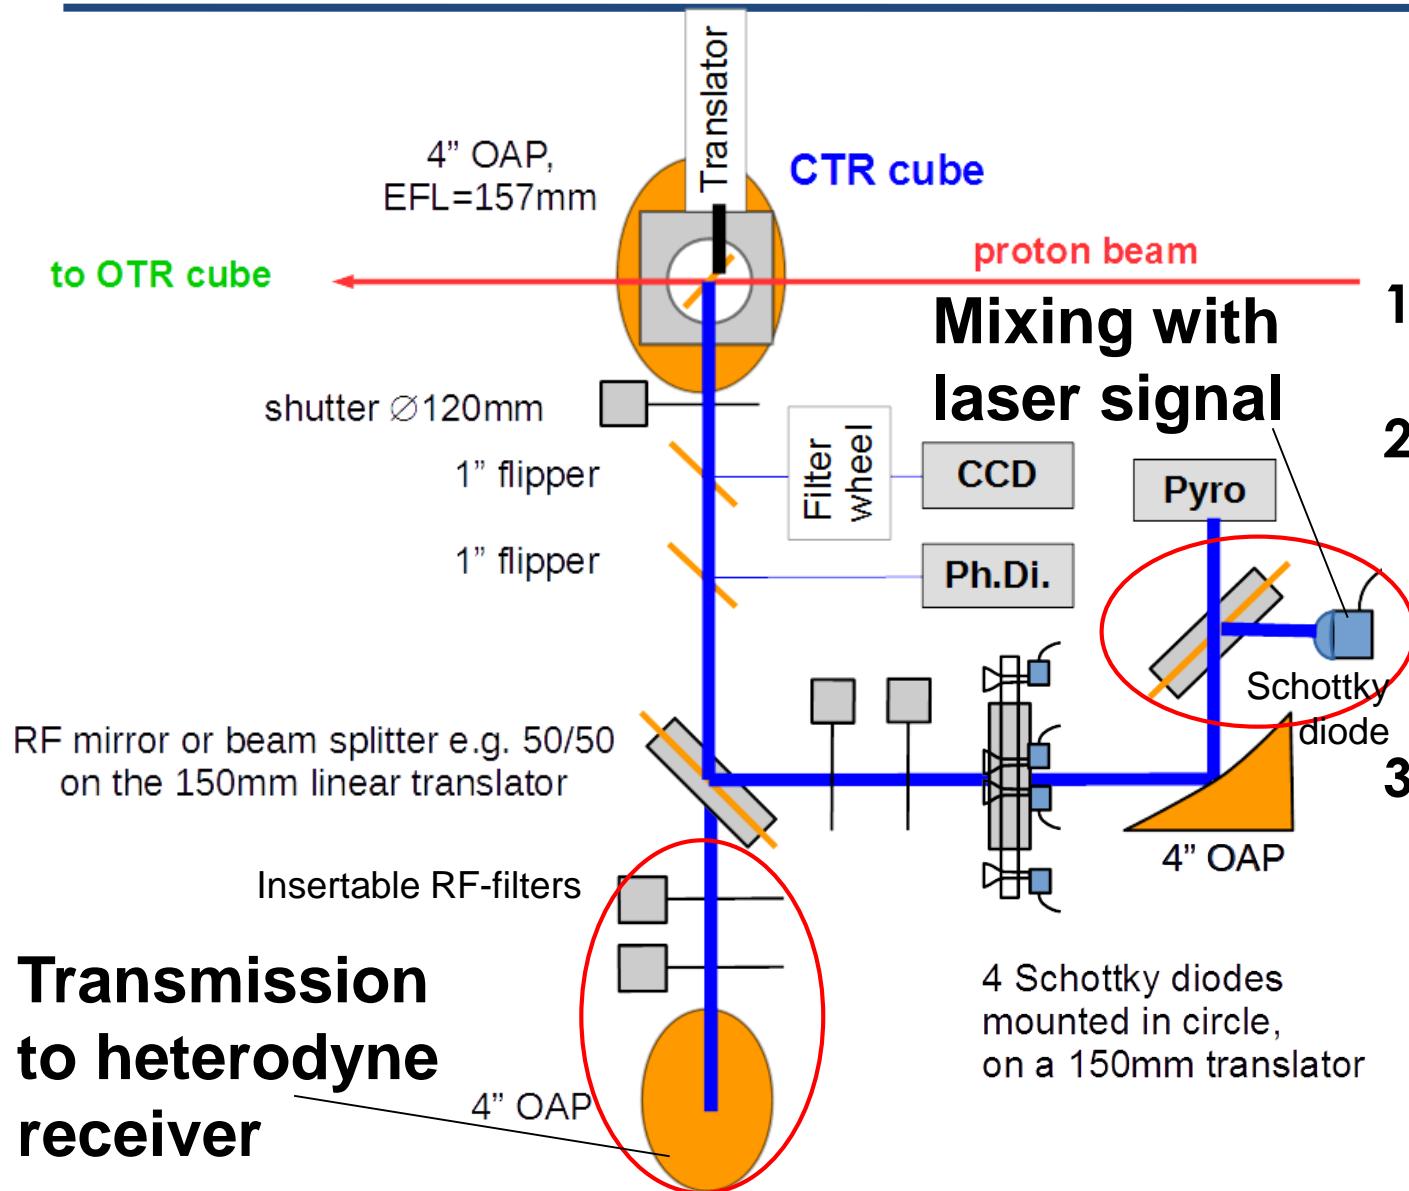 Translator
4” OAP,
EFL=157mm
CTR cube
proton beam
to OTR cube
1
Mixing with
laser signal
shutter ∅120mm
2
1” flipper
Filter
wheel
CCD
Pyro
1” flipper
Ph.Di.
Schottky
diode
RF mirror or beam splitter e.g. 50/50
on the 150mm linear translator
3
4” OAP
Insertable RF-filters
Transmission
to heterodyne
receiver
4” OAP
4 Schottky diodes
mounted in circle,
on a 150mm translator